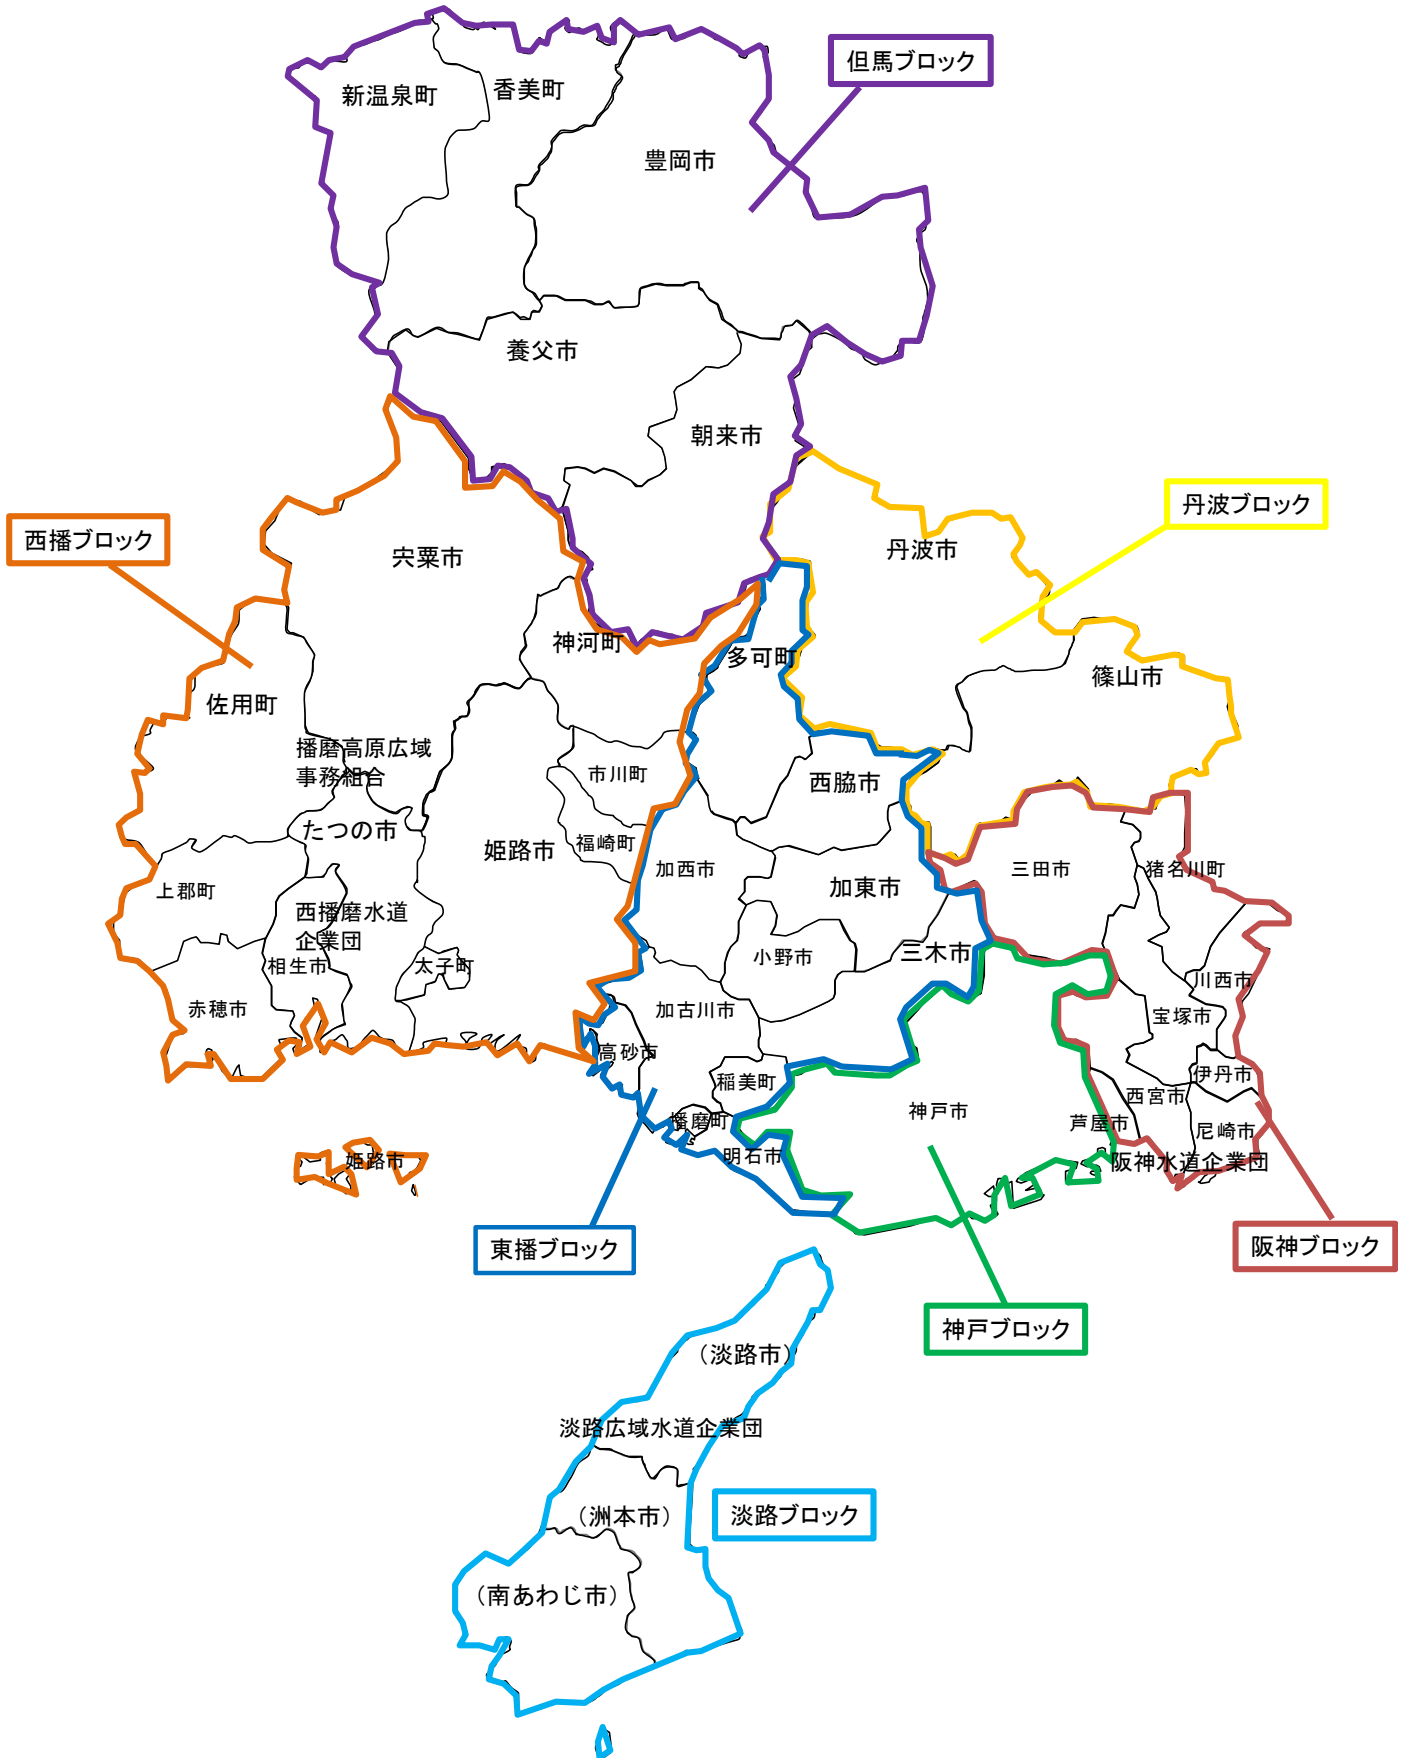 但馬ブロック
新温泉町
香美町
豊岡市
養父市
朝来市
丹波ブロック
西播ブロック
丹波市
宍粟市
神河町
多可町
篠山市
佐用町
播磨高原広域
事務組合
市川町
西脇市
たつの市
福崎町
姫路市
加西市
三田市
猪名川町
上郡町
加東市
西播磨水道
企業団
三木市
小野市
相生市
太子町
川西市
赤穂市
加古川市
宝塚市
高砂市
稲美町
伊丹市
西宮市
神戸市
播磨町
芦屋市
尼崎市
明石市
姫路市
阪神水道企業団
東播ブロック
阪神ブロック
神戸ブロック
（淡路市）
淡路広域水道企業団
（洲本市）
淡路ブロック
（南あわじ市）